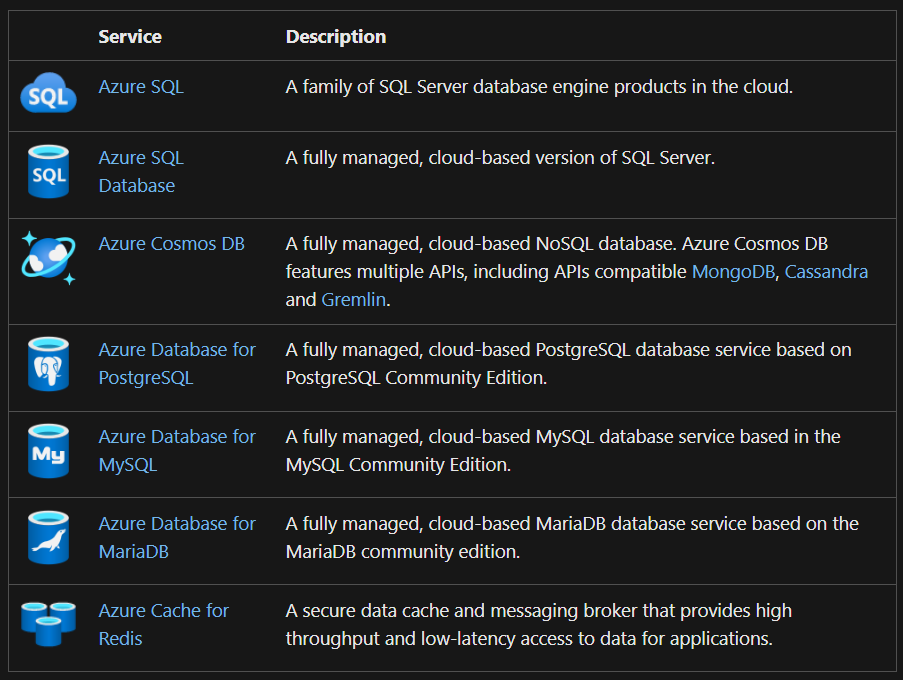 Service Description
SQL Azure SQL A family of SQL Server database engine products in the cloud.
Azure SQL A fully managed, cloud-based version of SQL Server.
SQL Database
Azure Cosmos DB A fully managed, cloud-based NoSQL database. Azure Cosmos DB
features multiple APIs, including APIs compatible MongoDB, Cassandra
and Gremlin.
Azure Database for A fully managed, cloud-based PostgreSQL database service based on
PostgreSQL PostgreSQL Community Edition.
Azure Database for A fully managed, cloud-based MySQL database service based in the
My MySQL MySQL Community Edition.
Azure Database for A fully managed, cloud-based MariaDB database service based on the
MariaDB MariaDB community edition.
Azure Cache for A secure data cache and messaging broker that provides high
Redis throughput and low-latency access to data for applications.